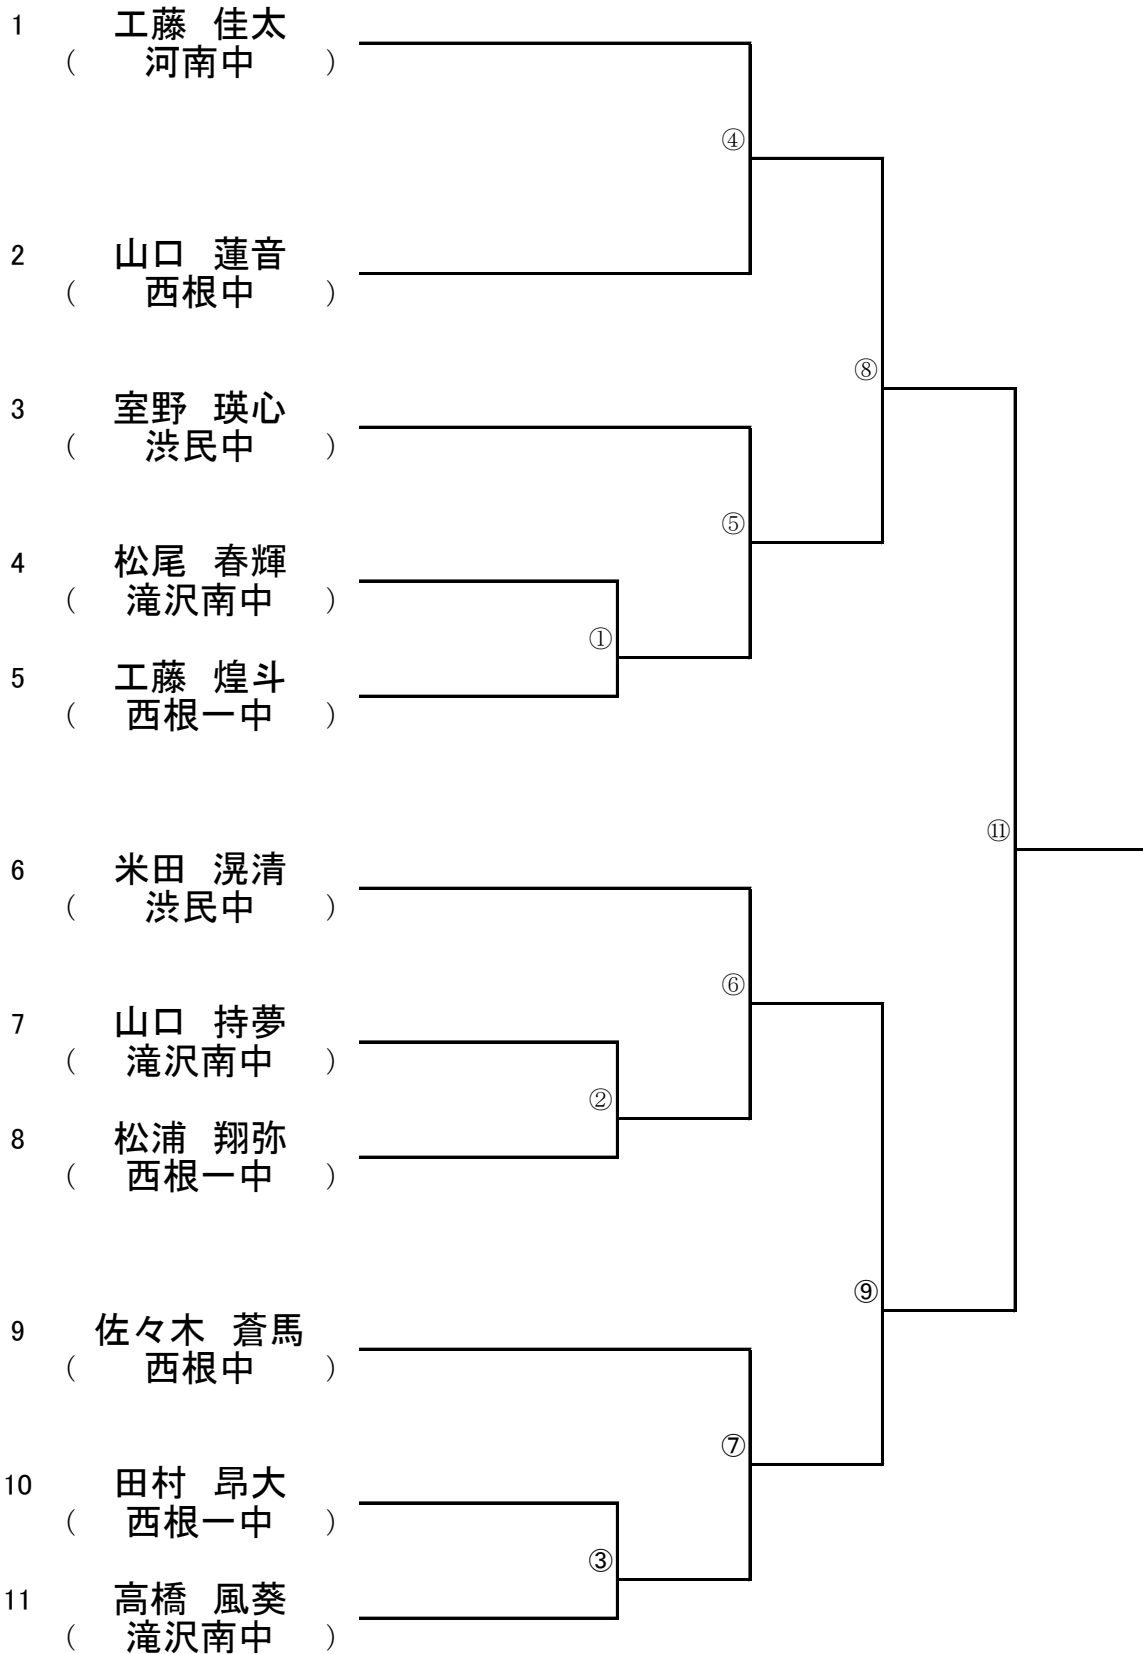 1 工藤 佳太
( 河南中 )
④
2 山口 蓮音
( 西根中 )
⑧
3 室野 瑛心
( 渋民中 )
⑤
4 松尾 春輝
( 滝沢南中 )
①
5 工藤 煌斗
( 西根一中 )
⑪
6 米田 滉清
( 渋民中 )
⑥
7 山口 持夢
( 滝沢南中 )
②
8 松浦 翔弥
( 西根一中 )
⑨
9 佐々木 蒼馬
( 西根中 )
⑦
10 田村 昂大
( 西根一中 )
③
11 高橋 風葵
( 滝沢南中 )